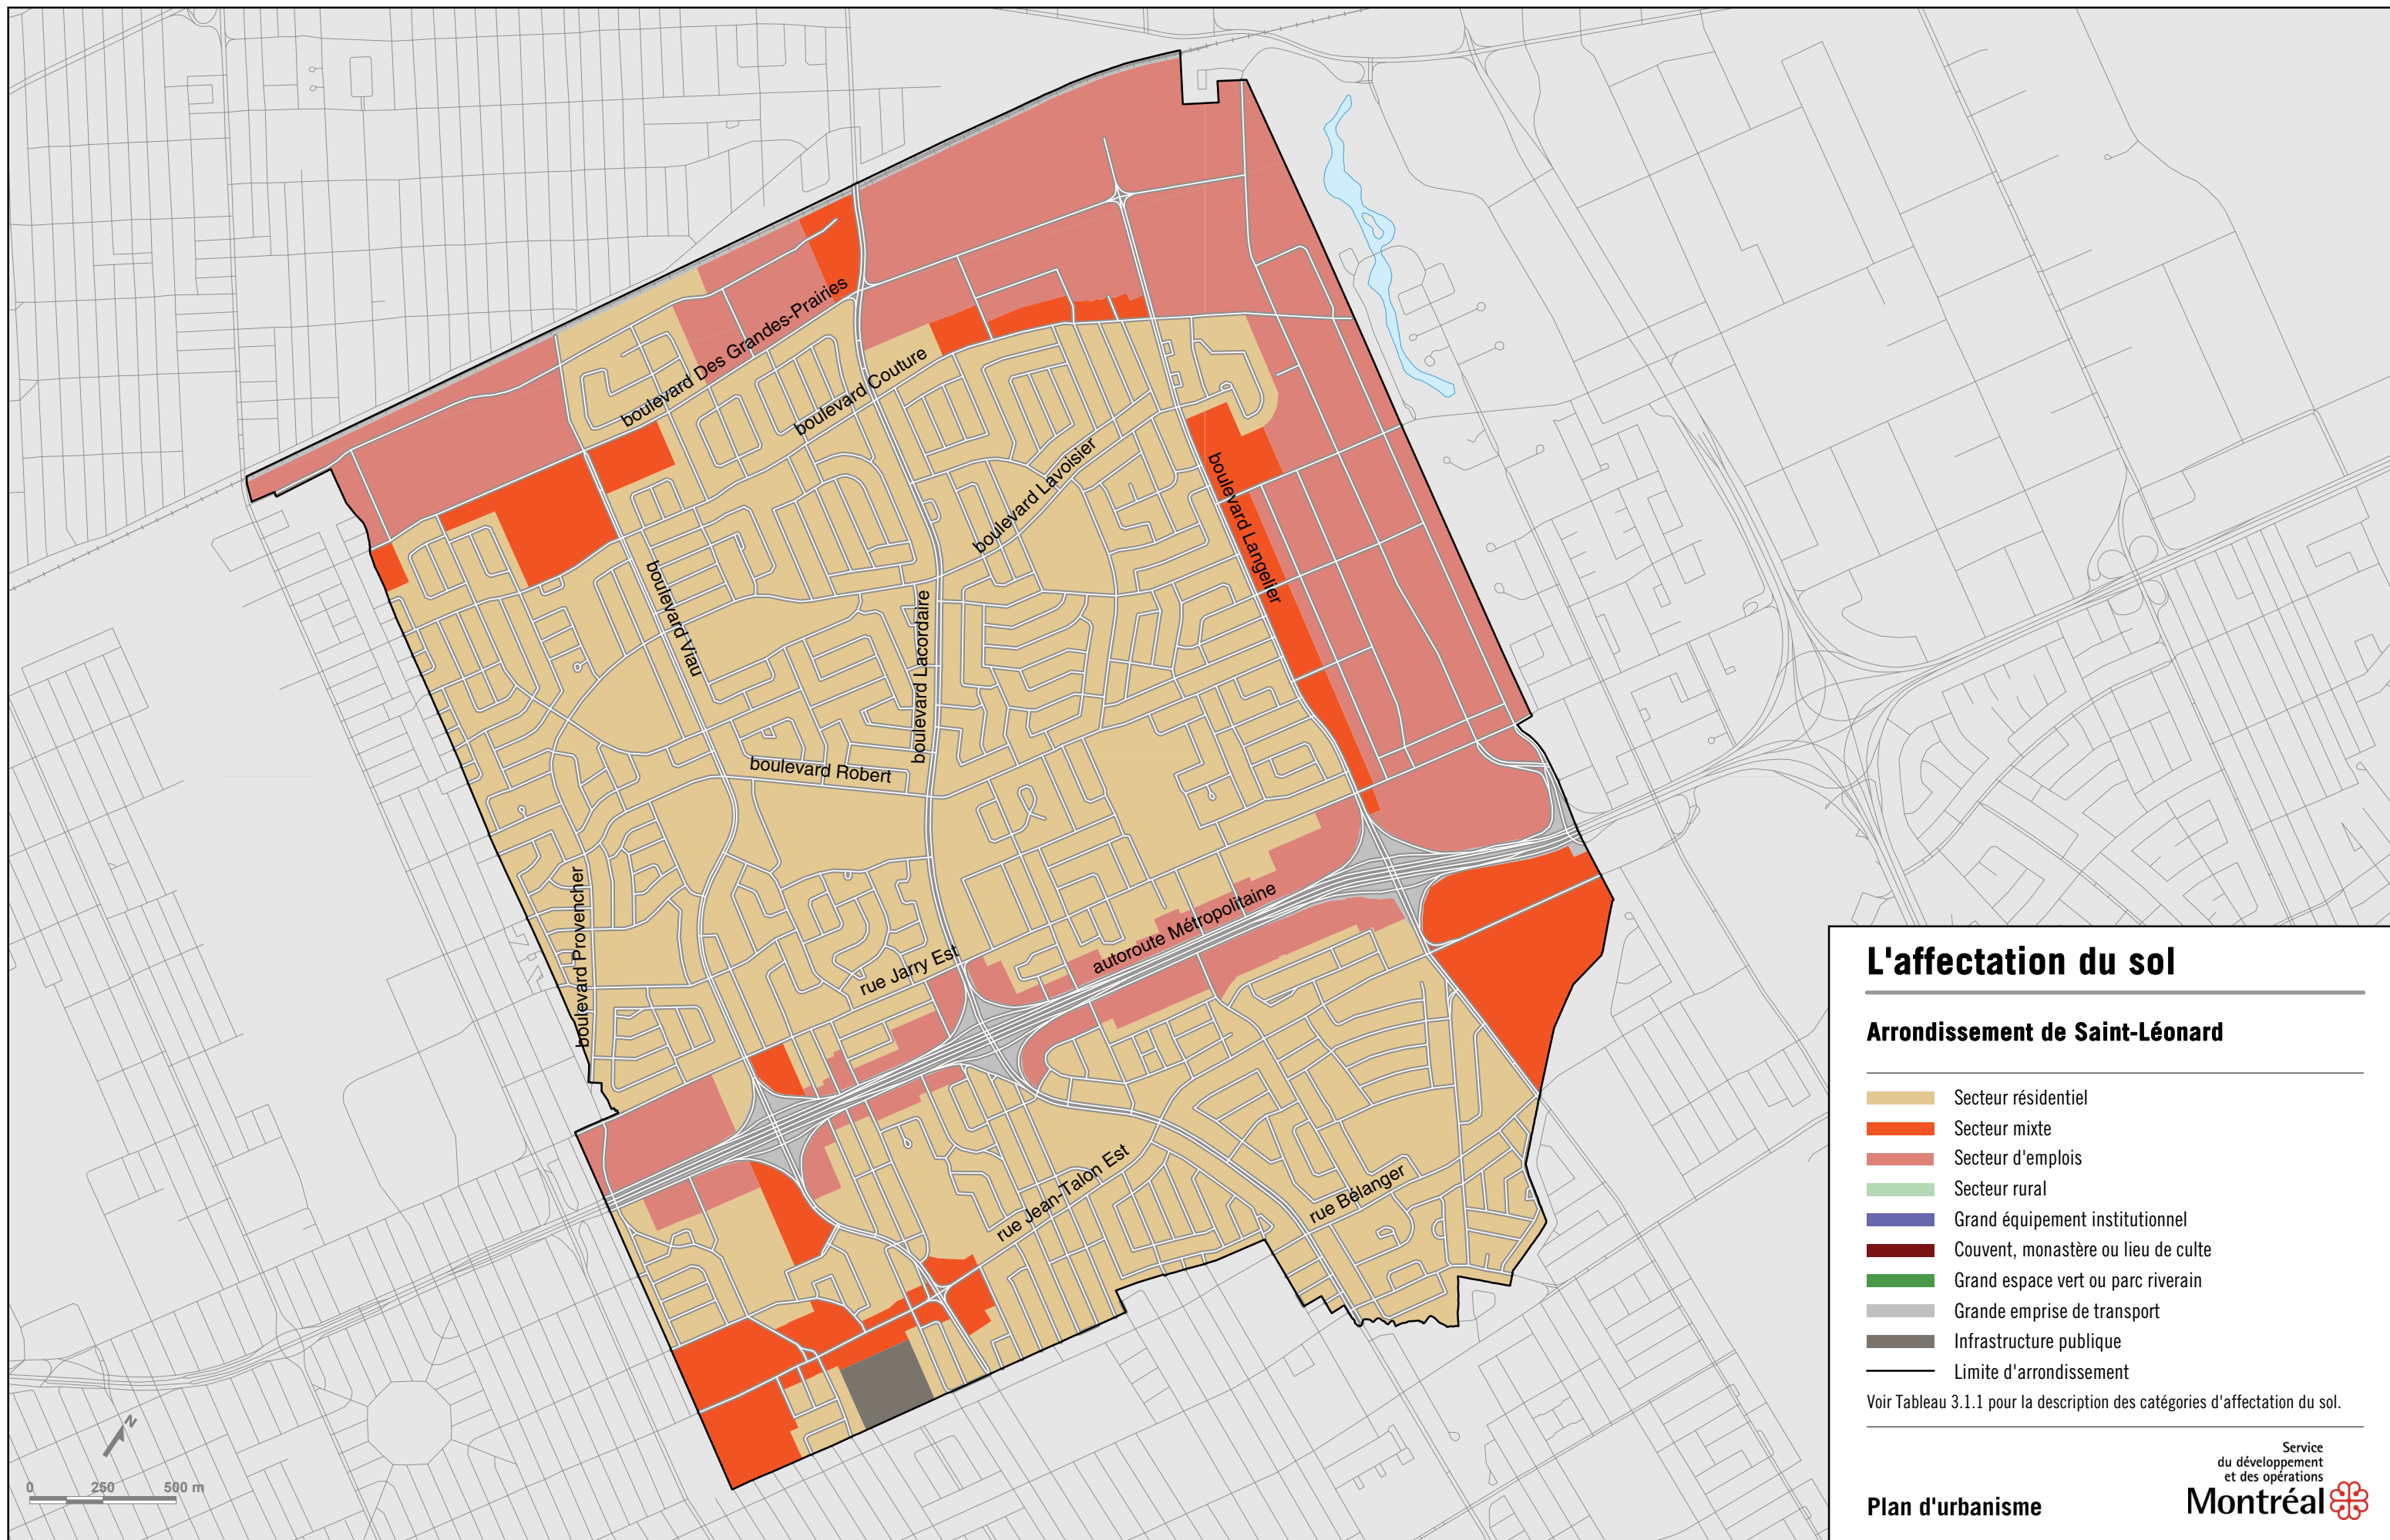 boulevard Des Grandes-Prairies
boulevard Couture
boulevard Lavoisier
boulevard Langelier
boulevard Viau
boulevard Lacordaire
boulevard Robert
boulevard Provencher
rue Jarry Est
autoroute Métropolitaine
rue Jean-Talon Est
rue Bélanger
N
0 250 500 m
L'affectation du sol
Arrondissement de Saint-Léonard
Secteur résidentiel
Secteur mixte
Secteur d'emplois
Secteur rural
Grand équipement institutionnel
Couvent, monastère ou lieu de culte
Grand espace vert ou parc riverain
Grande emprise de transport
Infrastructure publique
Limite d'arrondissement
Voir Tableau 3.1.1 pour la description des catégories d'affectation du sol.
Service
du développement
et des opérations
Montréal
Plan d'urbanisme